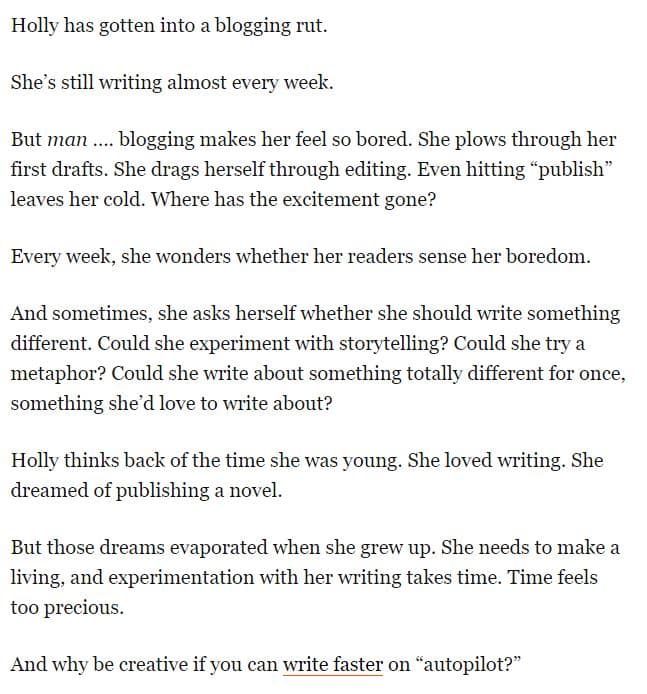 Holly has gotten into a blogging rut.
She’s still writing almost every week.
But man .... blogging makes her feel so bored. She plows through her
first drafts. She drags herself through editing. Even hitting “publish”
leaves her cold. Where has the excitement gone?
Every week, she wonders whether her readers sense her boredom.
And sometimes, she asks herself whether she should write something
different. Could she experiment with storytelling? Could she try a
metaphor? Could she write about something totally different for once,
something she’d love to write about?
Holly thinks back of the time she was young. She loved writing. She
dreamed of publishing a novel.
But those dreams evaporated when she grew up. She needs to make a
living, and experimentation with her writing takes time. Time feels
too precious.
And why be creative if you can write faster on “autopilot?”